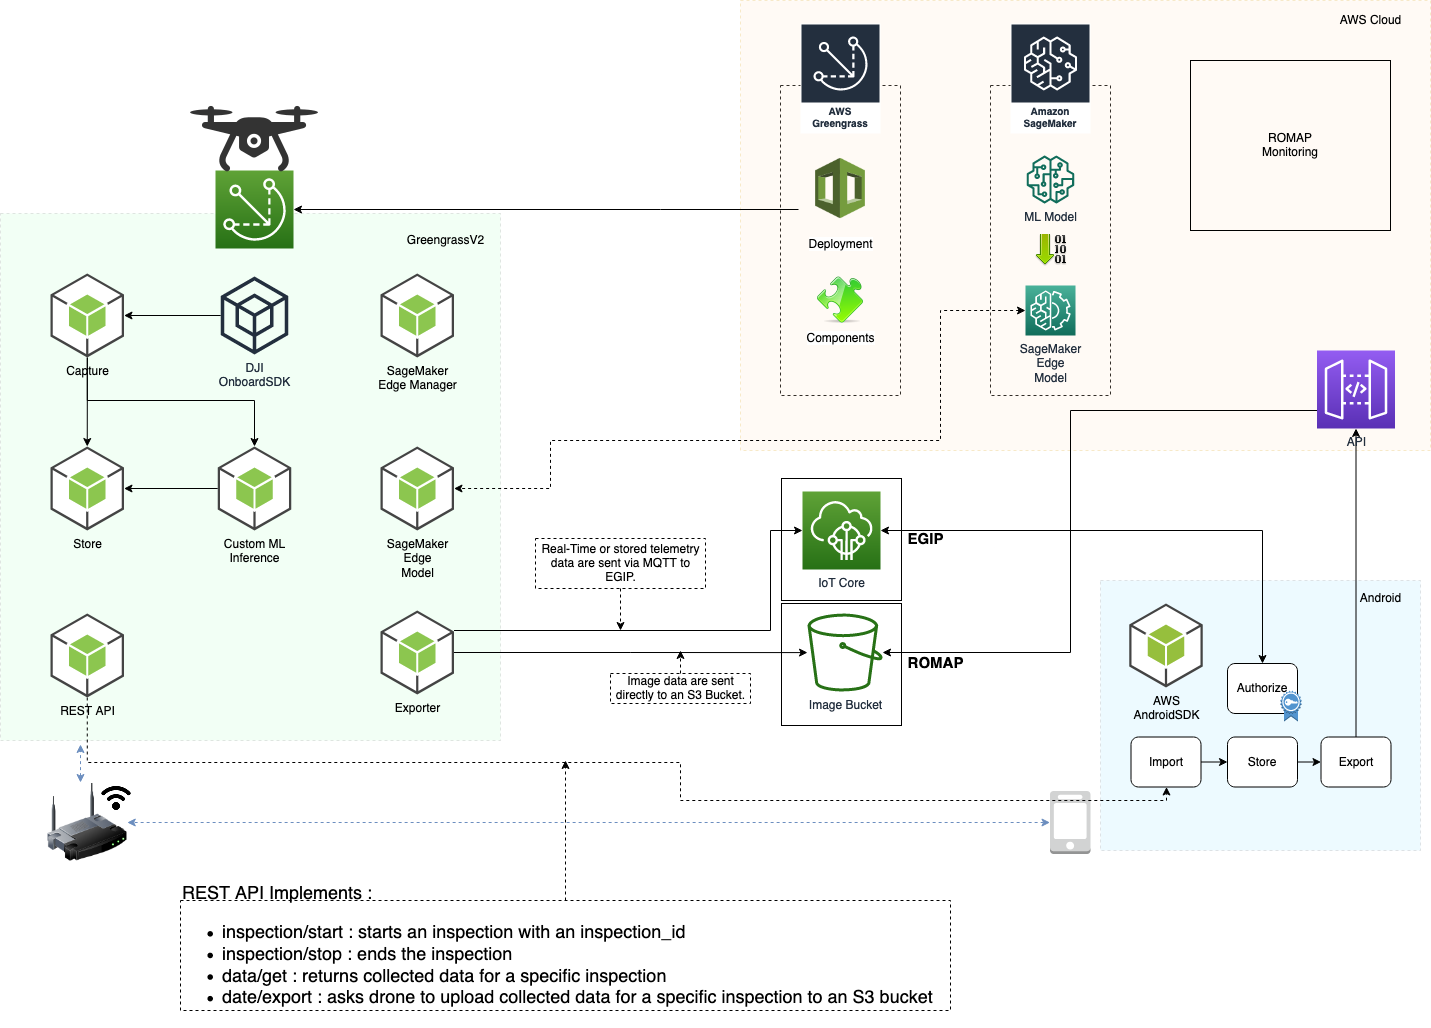 AWS Cloud
AWS
Greengrass
Amazon
SageMaker
ROMAP
Monitoring
ML Model
01
10
01
Deployment
Components
SageMaker
Edge
Model
API
GreengrassV2
Capture
DJI
OnboardSDK
SageMaker
Edge Manager
Store
Custom ML
Inference
SageMaker
Edge
Model
REST API
Exporter
Real-Time or stored telemetry
data are sent via MQTT to
EGIP.
Image data are sent
directly to an S3 Bucket.
IoT Core
EGIP
Image Bucket
ROMAP
Android
AWS
AndroidSDK
Authorize
Import
Store
Export
REST API Implements :
• inspection/start : starts an inspection with an inspection_id
• inspection/stop : ends the inspection
• data/get : returns collected data for a specific inspection
• date/export : asks drone to upload collected data for a specific inspection to an S3 bucket